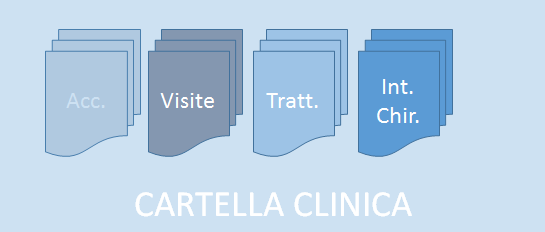 Acc.
Visite
Tratt.
Int.
Chir.
CARTELLA CLINICA